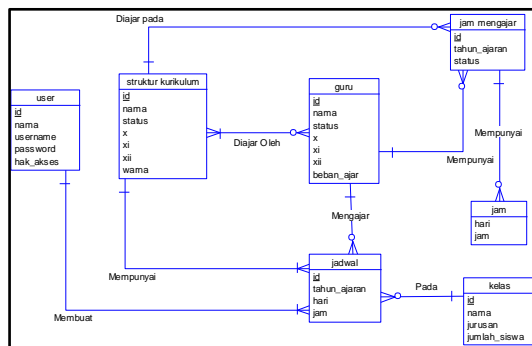 Diajar pada
jam mengajar
id
tahun_ajaran
status
struktur kurikulum
id
nama
status
x
xi
xii
warna
guru
id
nama
status
x
xi
xii
beban_ajar
user
id
nama
username
password
hak_akses
Diajar Oleh
Mempunyai
Mempunyai
jam
hari
jam
Mengajar
Mempunyai
jadwal
id
tahun_ajaran
hari
jam
Pada
kelas
id
nama
jurusan
jumlah_siswa
Membuat